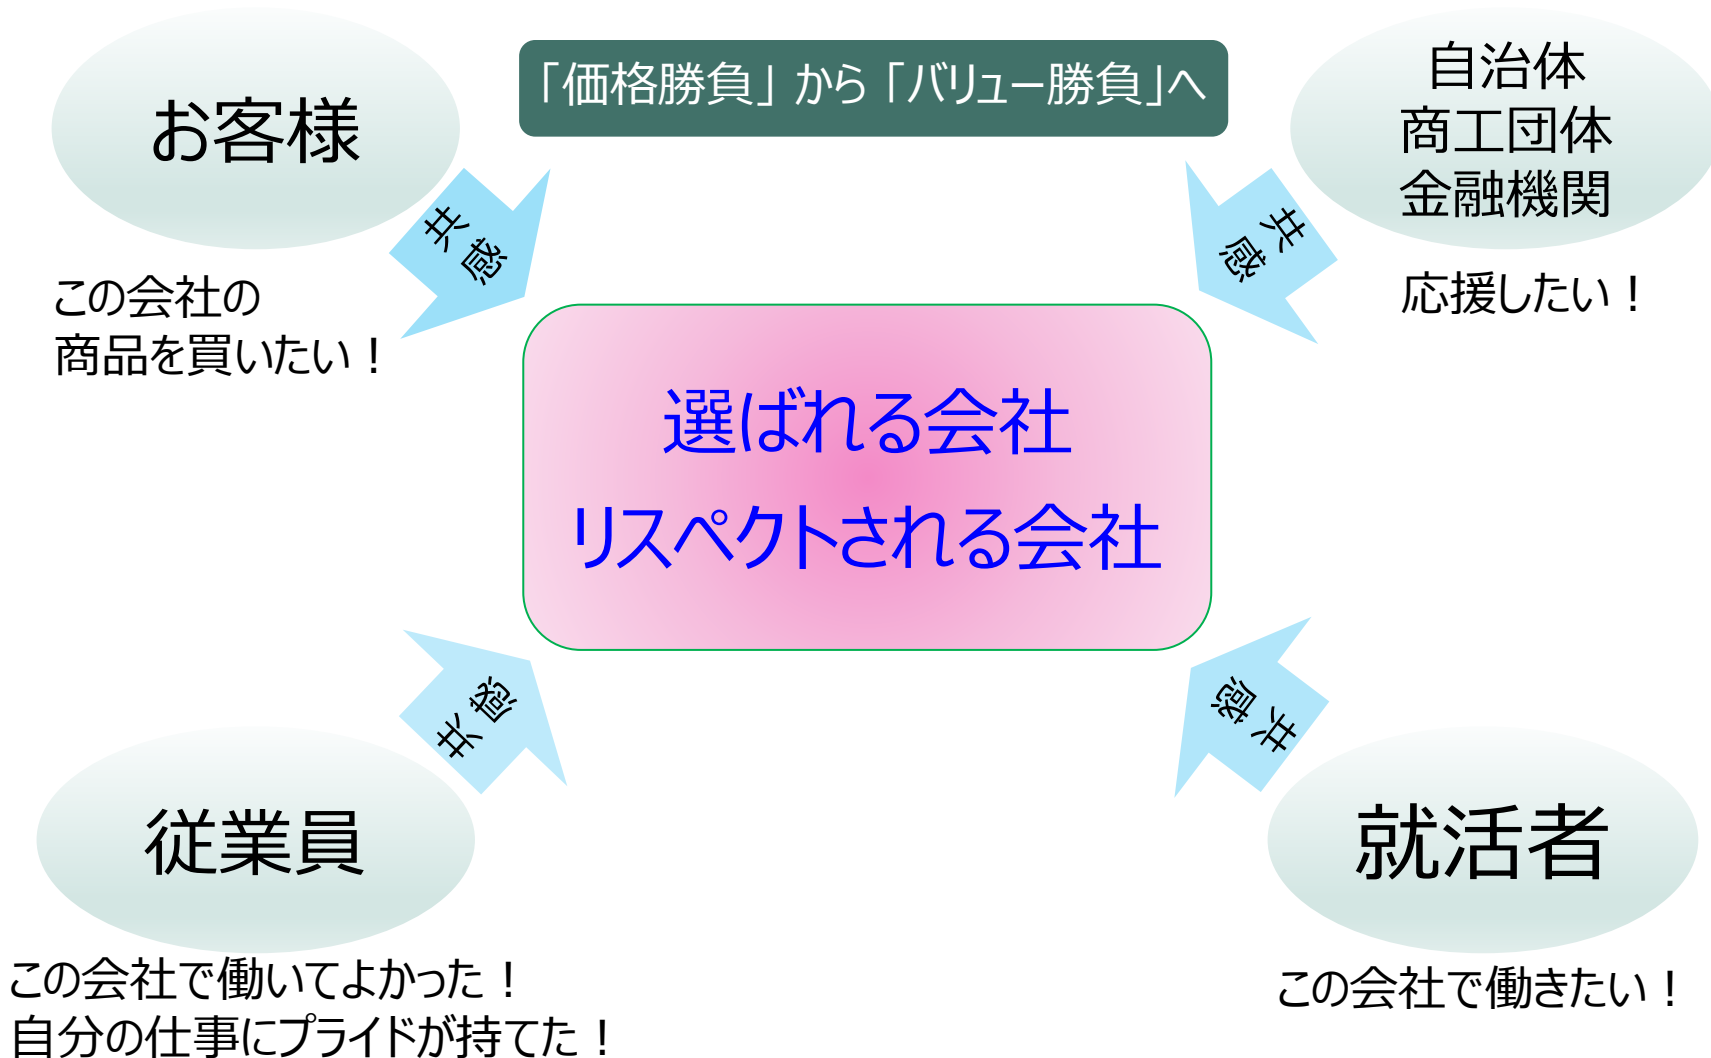 お客様
「価格勝負」から「バリュー勝負」へ
自治体
商工団体
金融機関
共感
共感
この会社の
商品を買いたい！
応援したい！
選ばれる会社
リスペクトされる会社
共感
共感
従業員
就活者
この会社で働いてよかった！
自分の仕事にプライドが持てた！
この会社で働きたい！